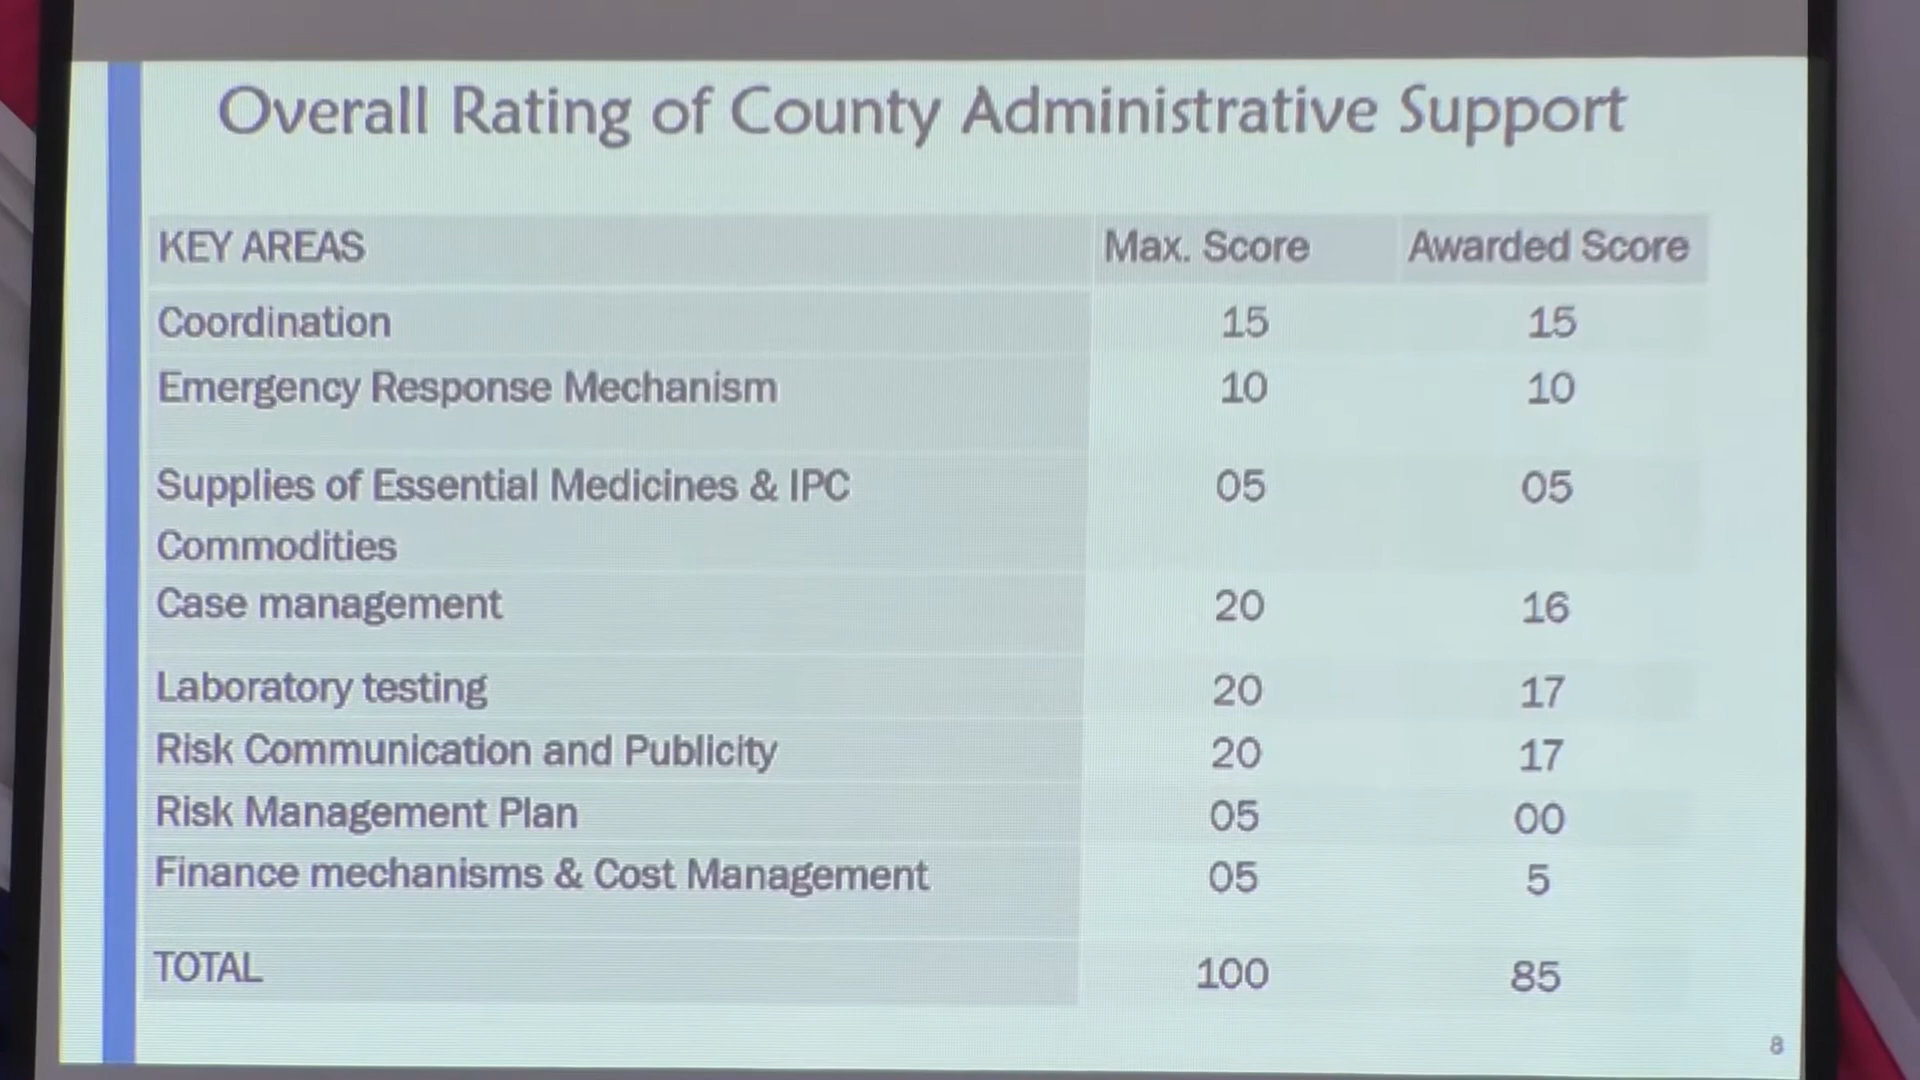 Overall Rating of County Administrative Support
KEY AREAS Max. Score Awarded Score
Coordination 15 15
Emergency Response Mechanism 10 10
Supplies of Essential Medicines & IPC 05 05
Commodities
Case management 20 16
Laboratory testing 20 17
Risk Communication and Publicity 20 17
Risk Management Plan 05 00
Finance mechanisms & Cost Management 05 5
TOTAL 100 85
8